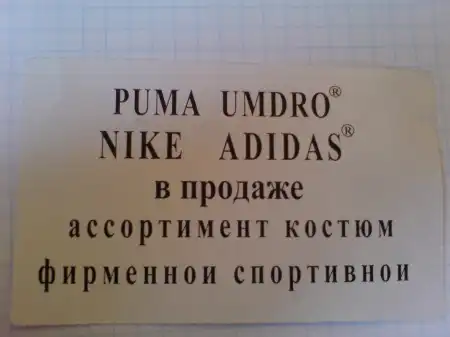 PUMA UMDRO®
NIKE ADIDAS®
в продаже
ассортимент костюм
фирменнои спортивнои